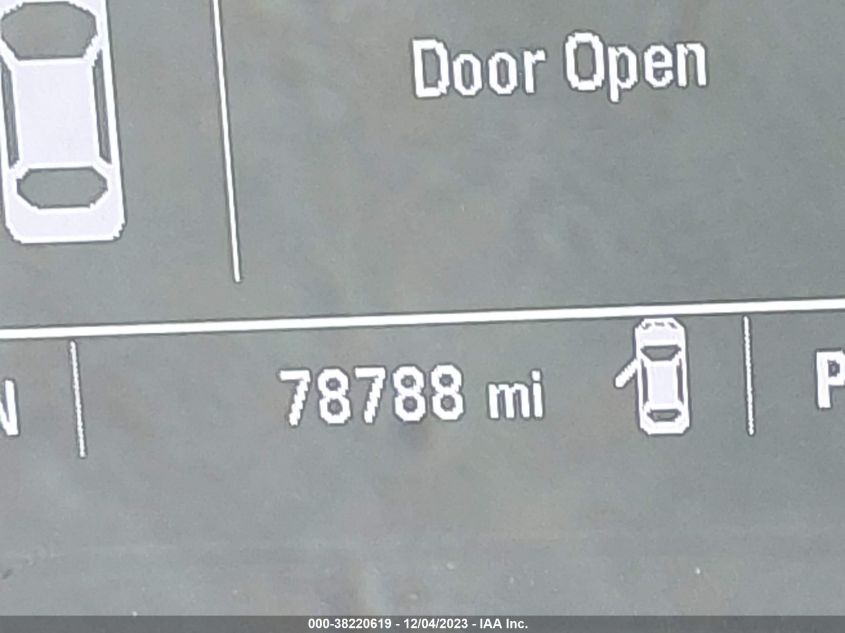 Door Open
N
78788 mi
P
000-38220619 - 12/04/2023 - IAA Inc.